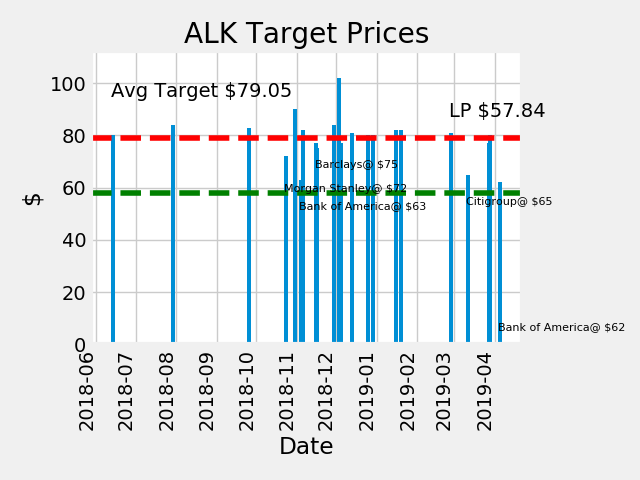 ALK Target Prices
Avg Target $79.05
LP $57.84
Barclays@ $75
Morgan Stanley@ $72
Bank of America@ $63
Citigroup@ $65
Bank of America@ $62
$
100
80
60
40
20
0
2018-06
2018-07
2018-08
2018-09
2018-10
2018-11
2018-12
2019-01
2019-02
2019-03
2019-04
Date